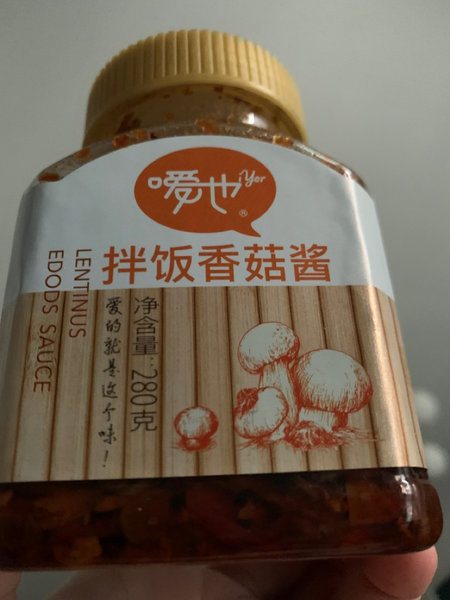 嗳也
iyer
®
拌饭香菇酱
LENTINUS
EDODS SAUCE
净含量:280克
爱的就是这个味!